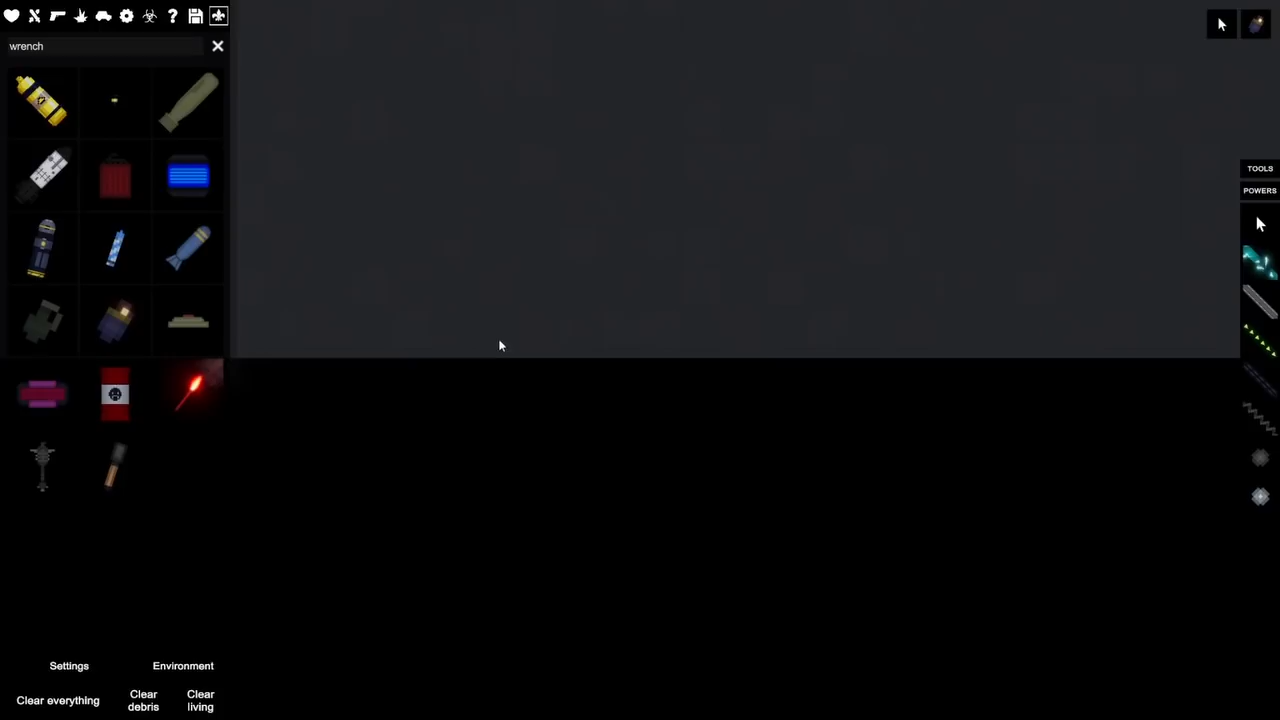 wrench
TOOLS
POWERS
Settings
Environment
Clear everything
Clear
debris
Clear
living